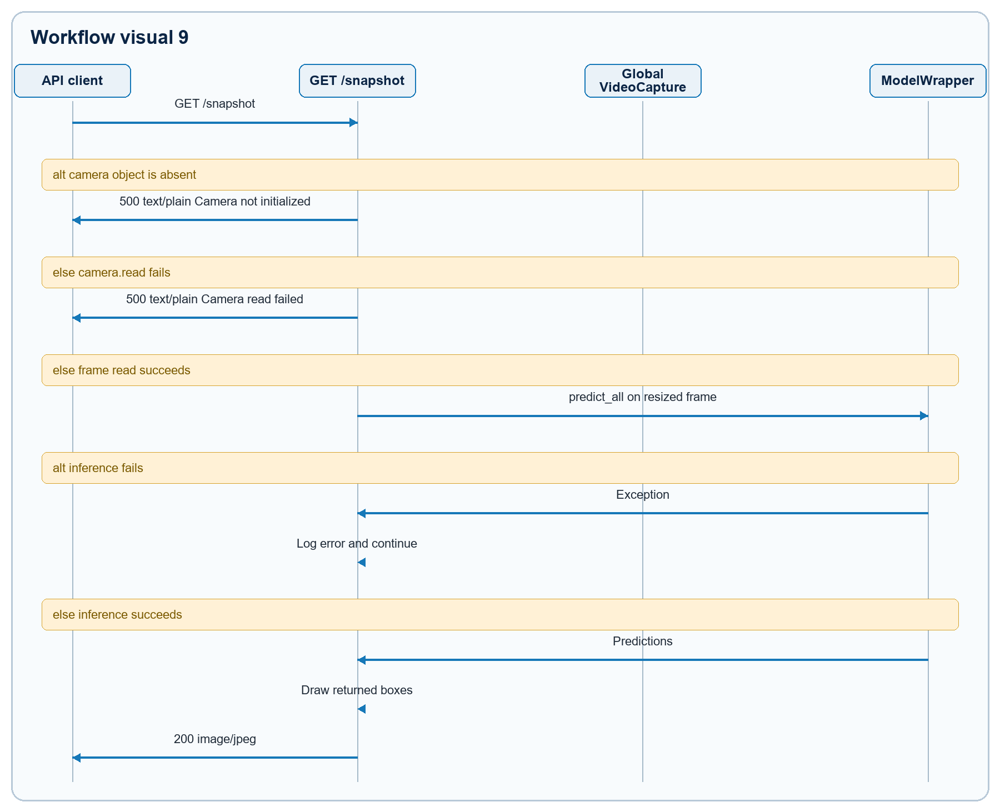 Workflow visual 9
API client
GET /snapshot
Global
VideoCapture
ModelWrapper
GET /snapshot
alt camera object is absent
500 text/plain Camera not initialized
else camera.read fails
500 text/plain Camera read failed
else frame read succeeds
predict_all on resized frame
alt inference fails
Exception
Log error and continue
else inference succeeds
Predictions
Draw returned boxes
200 image/jpeg